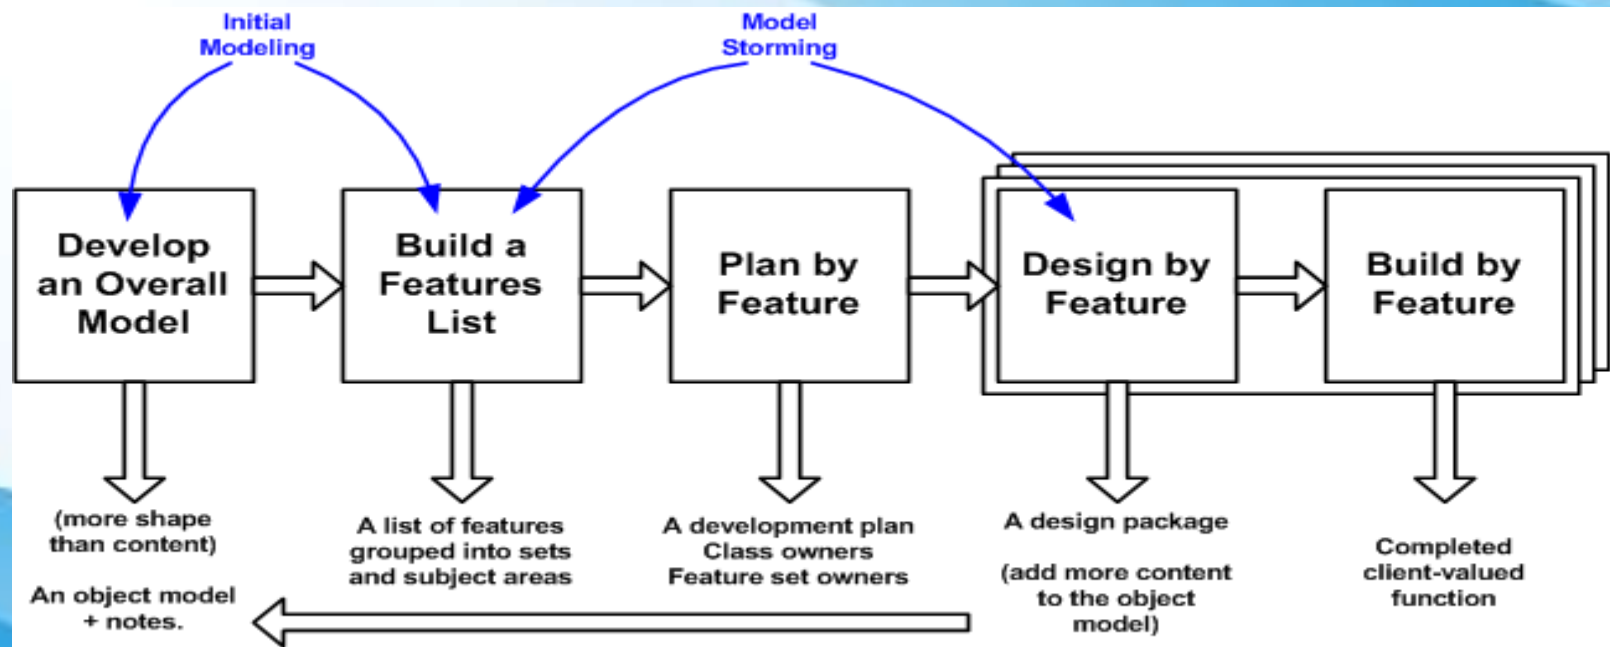 Initial
Modeling
Model
Storming
Develop
an Overall
Model
Build a
Features
List
Plan by
Feature
Design by
Feature
Build by
Feature
(more shape
than content)
An object model
+ notes.
A list of features
grouped into sets
and subject areas
A development plan
Class owners
Feature set owners
A design package
(add more content
to the object
model)
Completed
client-valued
function